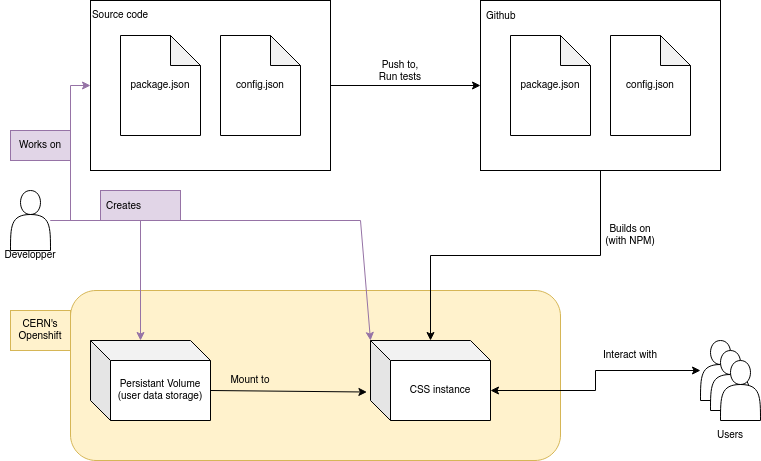 Source code
package.json
config.json
Push to,
Run tests
Github
package.json
config.json
Works on
Creates
Developper
Builds on
(with NPM)
CERN's
Openshift
Persistant Volume
(user data storage)
Mount to
CSS instance
Interact with
Users